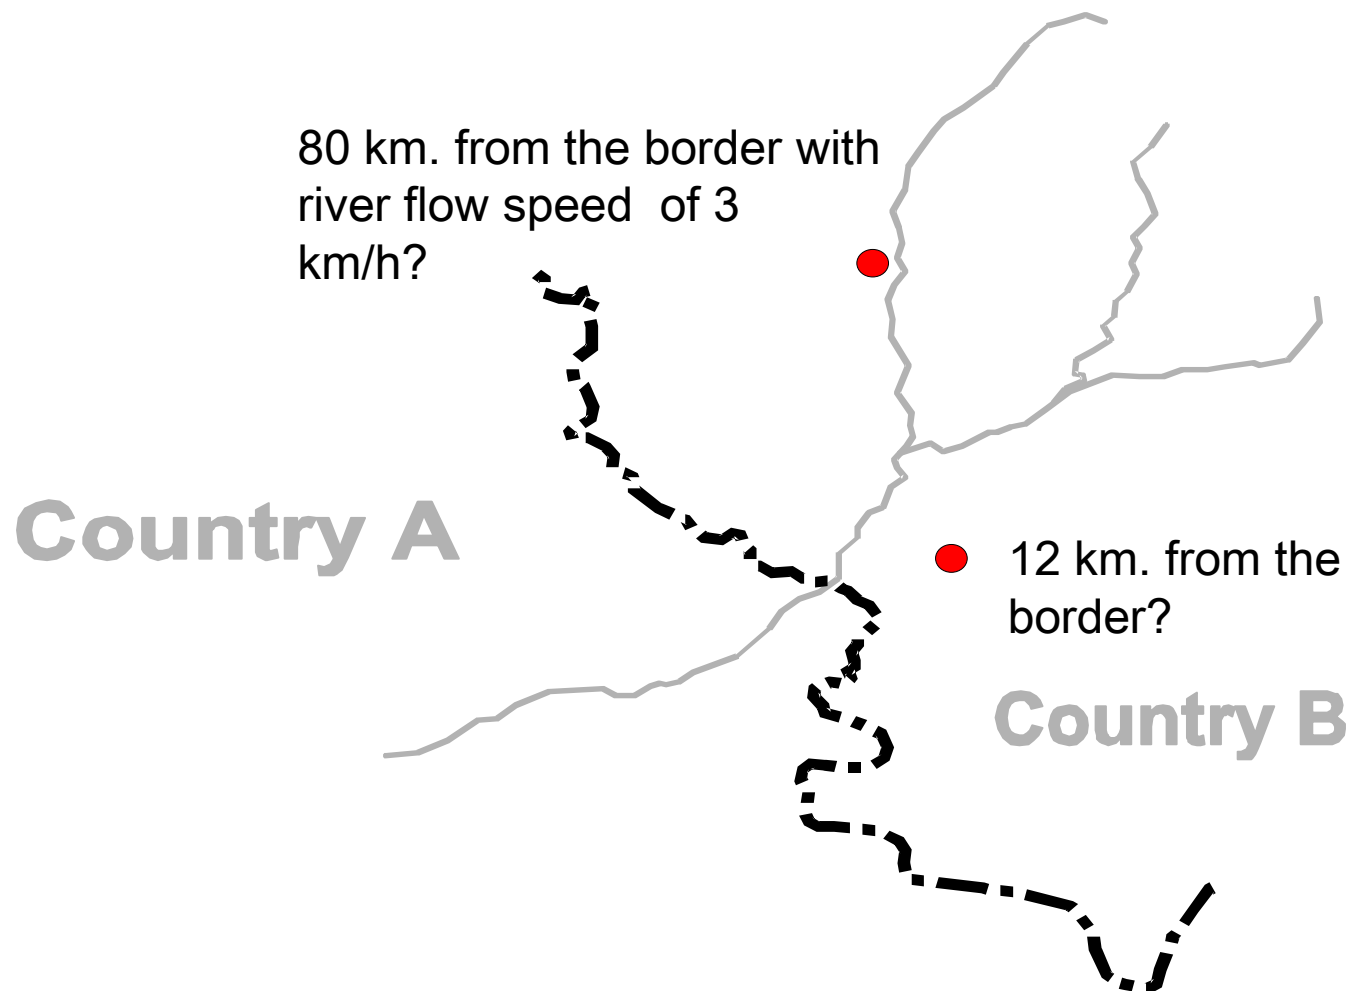 80 km. from the border with
river flow speed of 3
km/h?
Country A
12 km. from the
border?
Country B